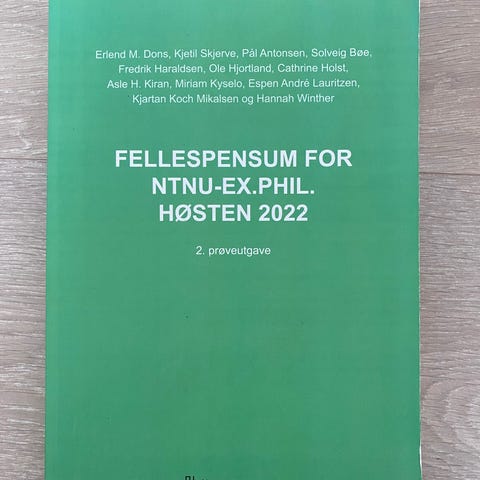 Erlend M. Dons, Kjetil Skjerve, Pål Antonsen, Solveig Bøe,
Fredrik Haraldsen, Ole Hjortland, Cathrine Holst,
Asle H. Kiran, Miriam Kyselo, Espen André Lauritzen,
Kjartan Koch Mikalsen og Hannah Winther
FELLESPENSUM FOR
NTNU-EX.PHIL.
HØSTEN 2022
2. prøveutgave